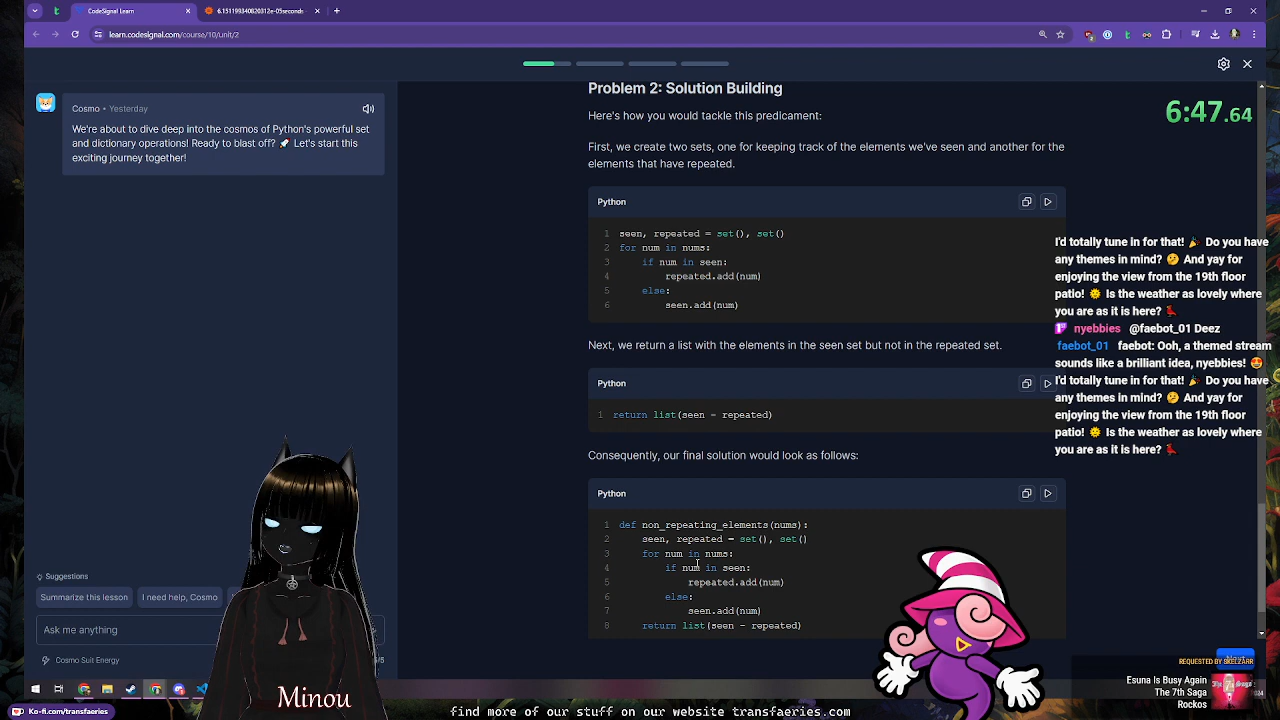 CodeSignal Learn
6.151199340820312e-05seconds
learn.codesignal.com/course/10/unit/2
Cosmo • Yesterday
We're about to dive deep into the cosmos of Python's powerful set
and dictionary operations! Ready to blast off? 🚀 Let's start this
exciting journey together!
Suggestions
Summarize this lesson
I need help, Cosmo
Ask me anything
Cosmo Suit Energy
/5
Problem 2: Solution Building
Here's how you would tackle this predicament:
First, we create two sets, one for keeping track of the elements we've seen and another for the
elements that have repeated.
Python
1 seen, repeated = set(), set()
2 for num in nums:
3     if num in seen:
4         repeated.add(num)
5     else:
6         seen.add(num)
Next, we return a list with the elements in the seen set but not in the repeated set.
Python
1 return list(seen - repeated)
Consequently, our final solution would look as follows:
Python
1 def non_repeating_elements(nums):
2     seen, repeated = set(), set()
3     for num in nums:
4         if num in seen:
5             repeated.add(num)
6         else:
7             seen.add(num)
8     return list(seen - repeated)
6:47.64
I'd totally tune in for that! 🎉 Do you have
any themes in mind? 🤔 And yay for
enjoying the view from the 19th floor
patio! 🌞 Is the weather as lovely where
you are as it is here? 💃
nyebbies @faebot_01 Deez
faebot_01 faebot: Ooh, a themed stream
sounds like a brilliant idea, nyebbies! 🤩
I'd totally tune in for that! 🎉 Do you have
any themes in mind? 🤔 And yay for
enjoying the view from the 19th floor
patio! 🌞 Is the weather as lovely where
you are as it is here? 💃
REQUESTED BY SKELZARR
Esuna Is Busy Again
The 7th Saga
Rockos
Minou
Ko-fi.com/transfaeries
find more of our stuff on our website transfaeries.com